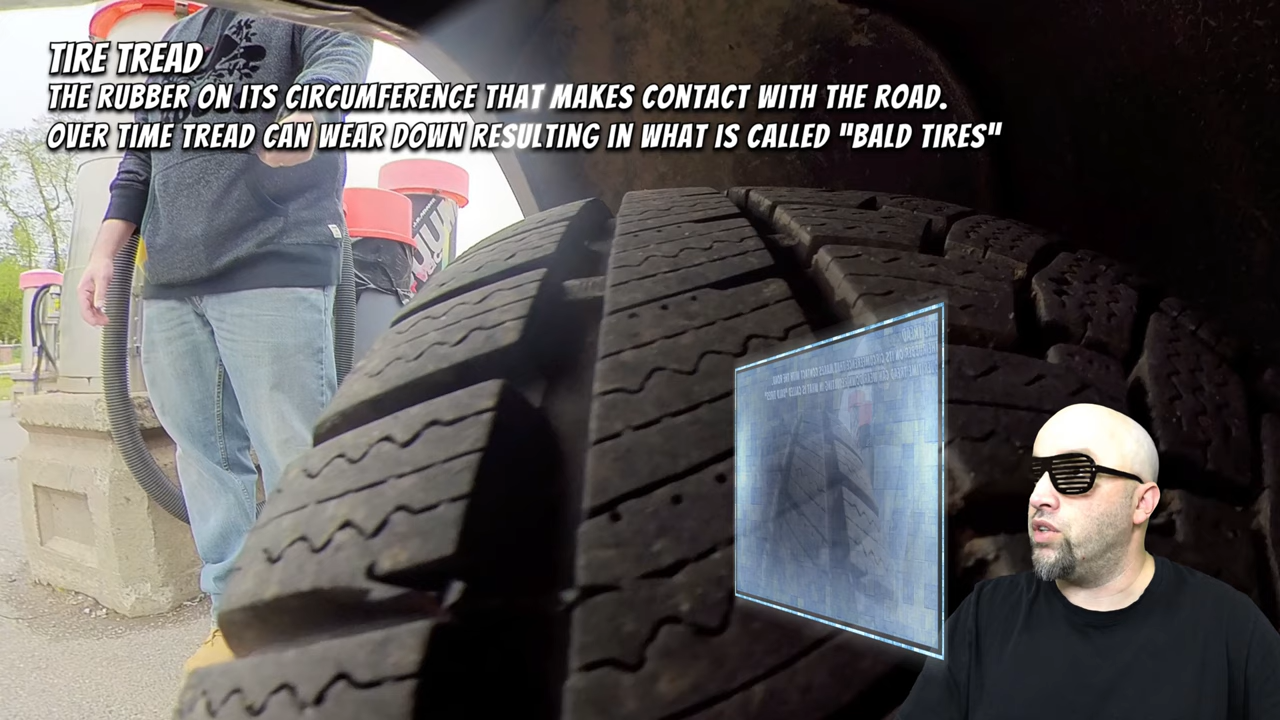 TIRE TREAD
THE RUBBER ON ITS CIRCUMFERENCE THAT MAKES CONTACT WITH THE ROAD.
OVER TIME TREAD CAN WEAR DOWN RESULTING IN WHAT IS CALLED "BALD TIRES"